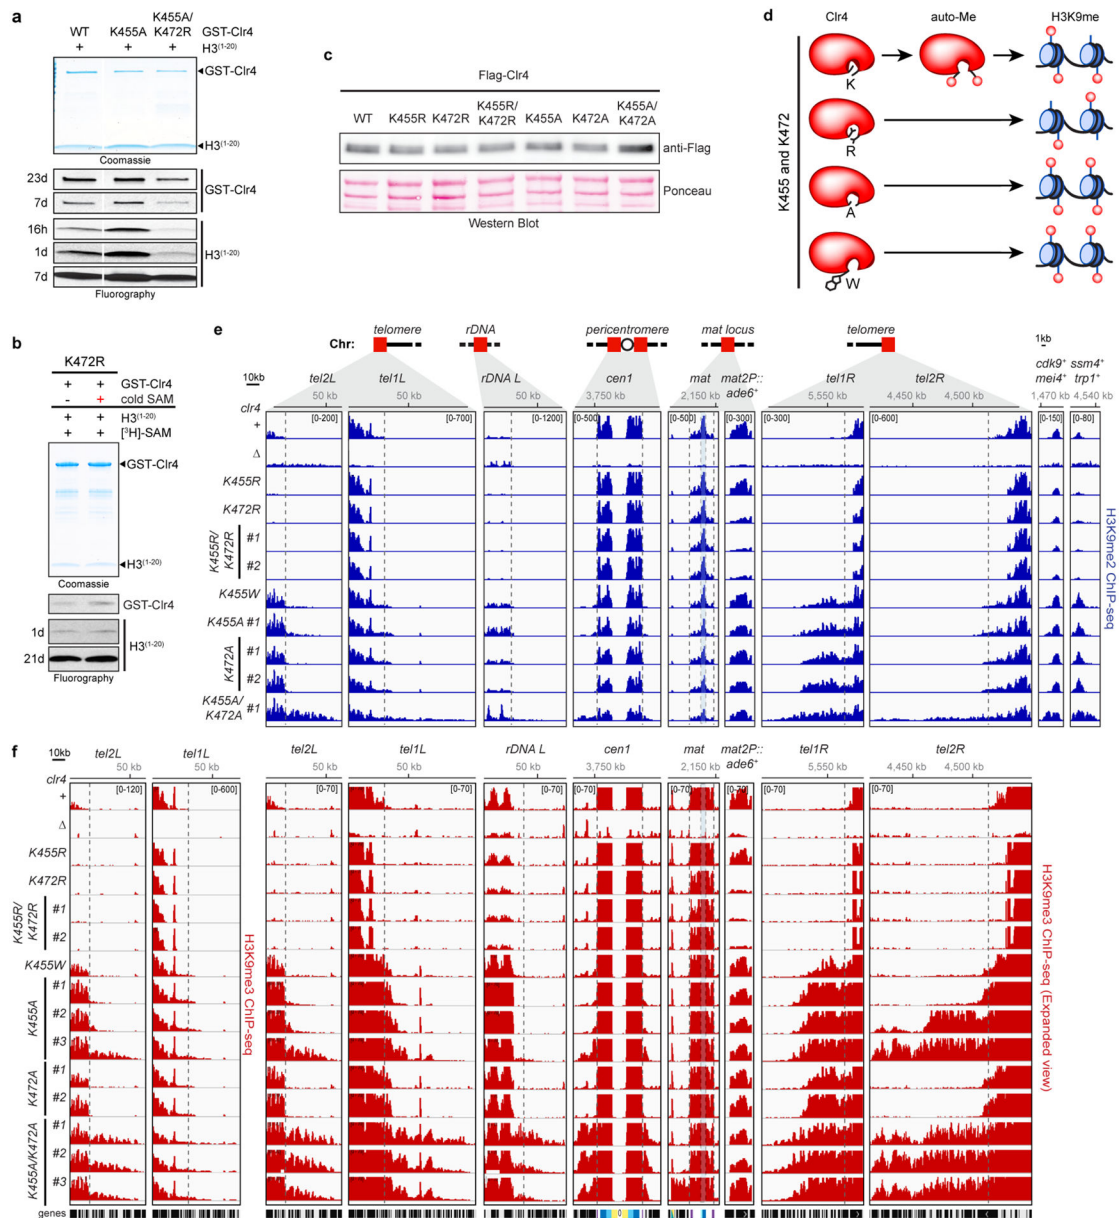 a
WT K455A K455A/K472R GST-Clr4
+ + + H3(1-20)
GST-Clr4
H3(1-20)
Coomassie
23d
7d
GST-Clr4
16h
1d
7d
H3(1-20)
Fluorography
b
K472R
+ + GST-Clr4
- + cold SAM
+ + H3(1-20)
+ + [3H]-SAM
GST-Clr4
H3(1-20)
Coomassie
GST-Clr4
1d
21d
H3(1-20)
Fluorography
c
Flag-Clr4
WT K455R K472R K455R/K472R K455A K472A K455A/K472A
anti-Flag
Ponceau
Western Blot
d
Clr4 auto-Me H3K9me
K455 and K472
K
R
A
W
e
Chr: telomere rDNA pericentromere mat locus telomere
1kb
10kb
tel2L tel1L rDNA L cen1 mat mat2P::ade6+ tel1R tel2R cdk9+ mei4+ ssm4+ trp1+
50 kb 50 kb 50 kb 3,750 kb 2,150 kb 5,550 kb 4,450 kb 4,500 kb 1,470 kb 4,540 kb
clr4
[0-200] [0-700] [0-1200] [0-500] [0-500] [0-300] [0-300] [0-600] [0-150] [0-80]
+
Δ
K455R
K472R
K455R/K472R
#1
#2
K455W
K455A #1
K472A
#1
#2
K455A/K472A #1
H3K9me2 ChIP-seq
f
10kb
tel2L tel1L tel2L tel1L rDNA L cen1 mat mat2P::ade6+ tel1R tel2R
50 kb 50 kb 50 kb 50 kb 50 kb 3,750 kb 2,150 kb 5,550 kb 4,450 kb 4,500 kb
clr4
[0-120] [0-600] [0-70] [0-70] [0-70] [0-70] [0-70] [0-70] [0-70] [0-70]
+
Δ
K455R
K472R
K455R/K472R
#1
#2
K455W
K455A
#1
#2
#3
K472A
#1
#2
K455A/K472A
#1
#2
#3
genes
H3K9me3 ChIP-seq
H3K9me3 ChIP-seq (Expanded view)